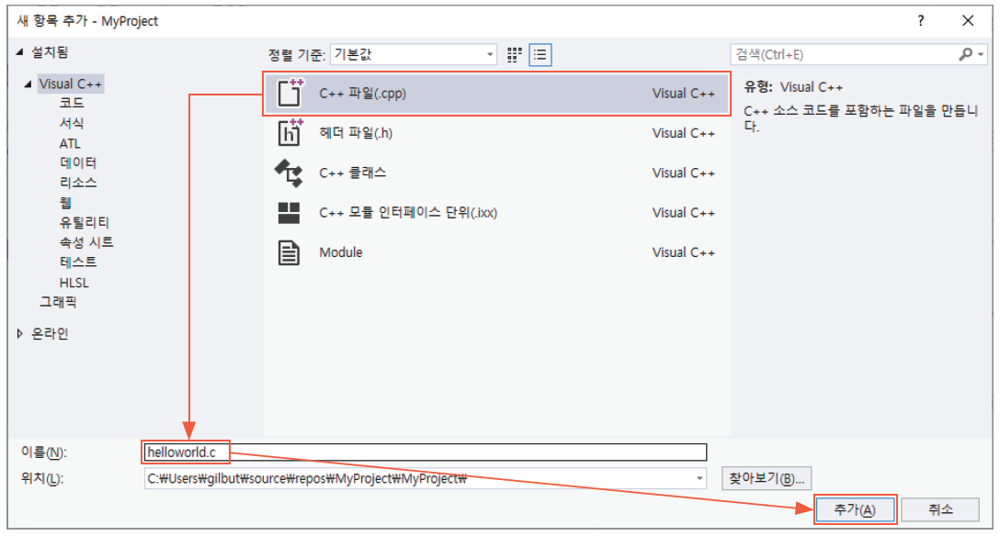 새 항목 추가 - MyProject
? ×
설치됨
Visual C++
코드
서식
ATL
데이터
리소스
웹
유틸리티
속성 시트
테스트
HLSL
그래픽
온라인
정렬 기준: 기본값
C++ 파일(.cpp) Visual C++
헤더 파일(.h) Visual C++
C++ 클래스 Visual C++
C++ 모듈 인터페이스 단위(.ixx) Visual C++
Module Visual C++
검색(Ctrl+E)
유형: Visual C++
C++ 소스 코드를 포함하는 파일을 만듭니
다.
이름(N): helloworld.c
위치(L): C:₩Users₩gilbut₩source₩repos₩MyProject₩MyProject₩
찾아보기(B)...
추가(A) 취소